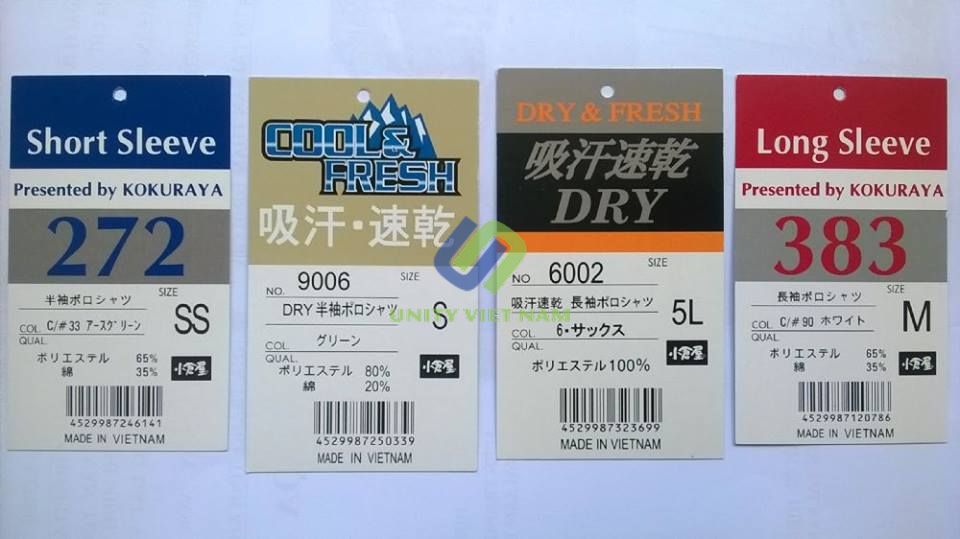 Short Sleeve
Presented by KOKURAYA
272
半袖ポロシャツ
SIZE
COL. C/#33 アースグリーン
SS
QUAL.
ポリエステル 65%
綿 35%
小倉屋
4529987246141
MADE IN VIETNAM
COOL & FRESH
吸汗・速乾
NO. 9006
SIZE
DRY半袖ポロシャツ
S
COL. グリーン
QUAL.
ポリエステル 80%
綿 20%
小倉屋
4529987250339
MADE IN VIETNAM
DRY & FRESH
吸汗速乾
DRY
NO 6002
SIZE
吸汗速乾 長袖ポロシャツ
5L
COL. 6・サックス
QUAL.
ポリエステル100%
小倉屋
4529987323699
MADE IN VIETNAM
Long Sleeve
Presented by KOKURAYA
383
長袖ポロシャツ
SIZE
COL. C/#90 ホワイト
M
QUAL.
ポリエステル 65%
綿 35%
小倉屋
4529987120786
MADE IN VIETNAM
UNITY VIET NAM